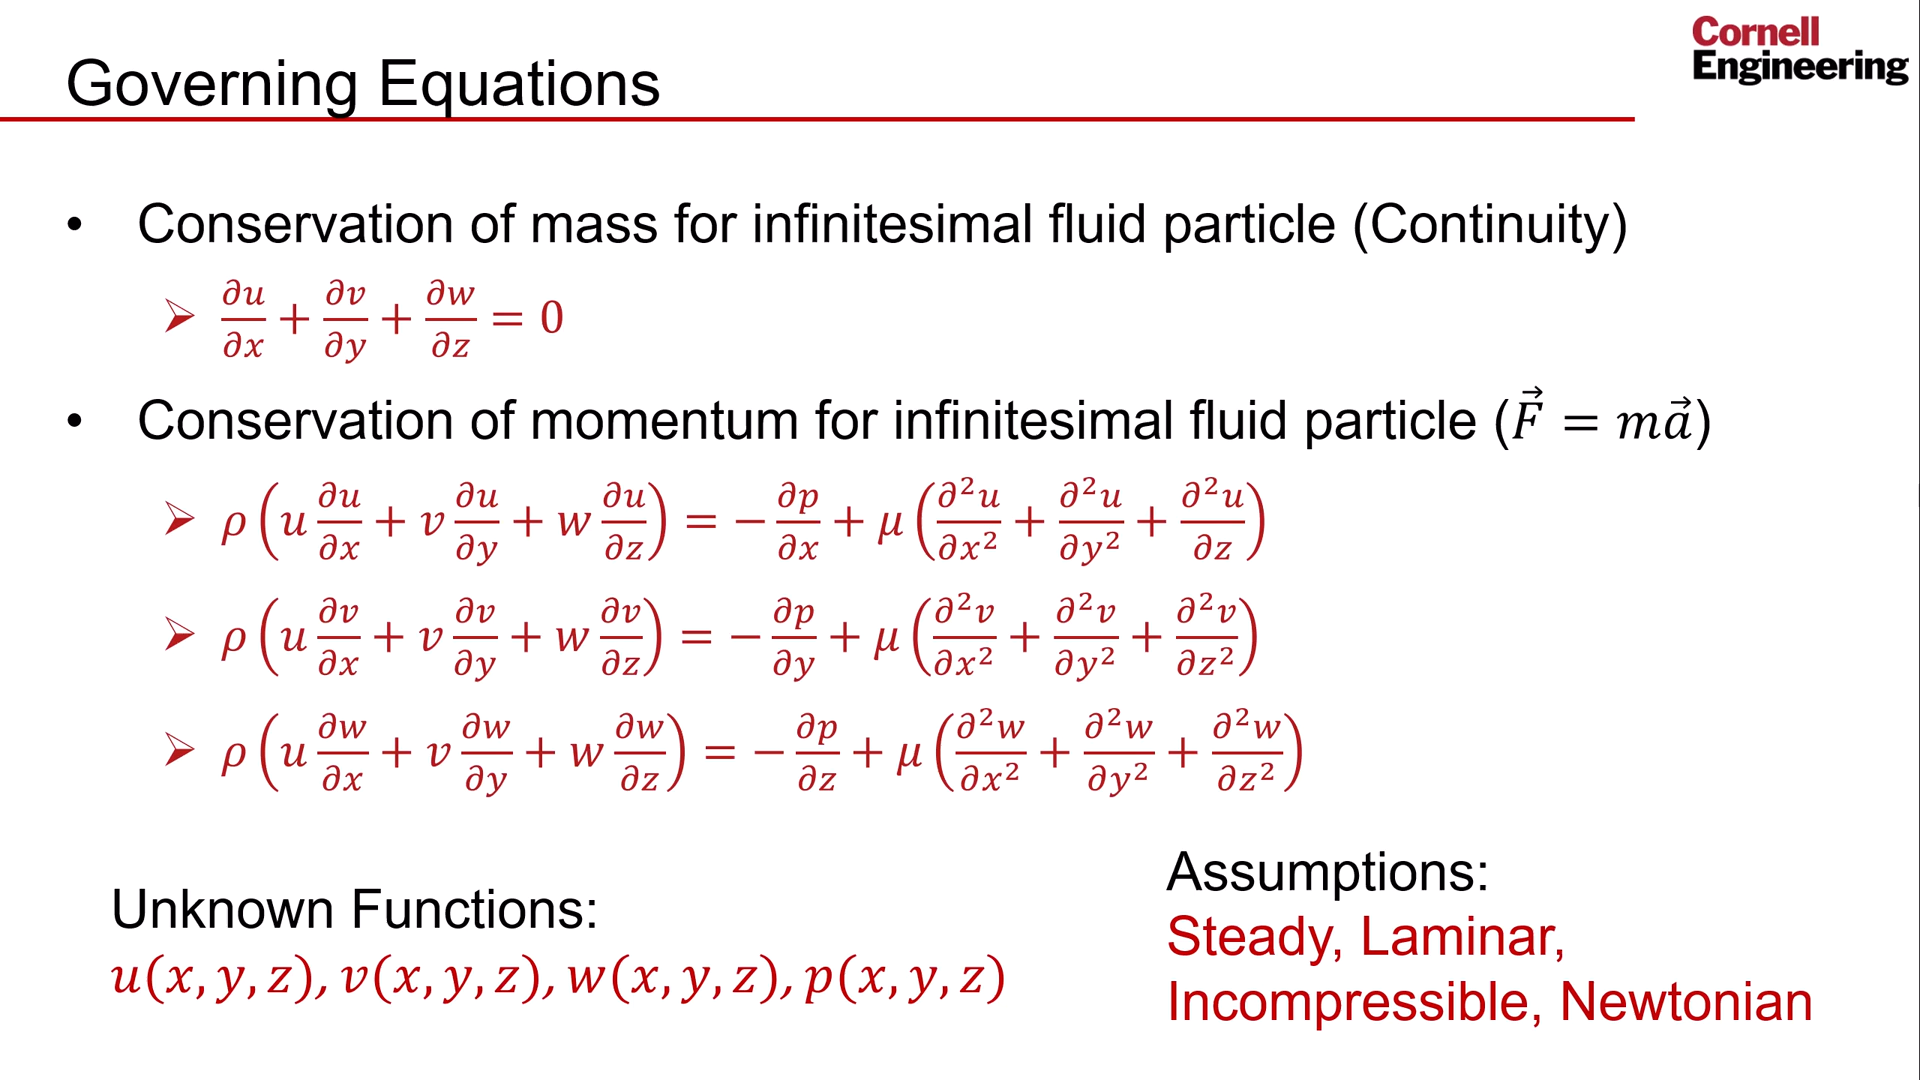 Cornell
Engineering
Governing Equations
• Conservation of mass for infinitesimal fluid particle (Continuity)
➢ ∂u/∂x + ∂v/∂y + ∂w/∂z = 0
• Conservation of momentum for infinitesimal fluid particle (F⃗ = ma⃗)
➢ ρ(u ∂u/∂x + v ∂u/∂y + w ∂u/∂z) = −∂p/∂x + μ(∂²u/∂x² + ∂²u/∂y² + ∂²u/∂z)
➢ ρ(u ∂v/∂x + v ∂v/∂y + w ∂v/∂z) = −∂p/∂y + μ(∂²v/∂x² + ∂²v/∂y² + ∂²v/∂z²)
➢ ρ(u ∂w/∂x + v ∂w/∂y + w ∂w/∂z) = −∂p/∂z + μ(∂²w/∂x² + ∂²w/∂y² + ∂²w/∂z²)
Unknown Functions:
u(x, y, z), v(x, y, z), w(x, y, z), p(x, y, z)
Assumptions:
Steady, Laminar,
Incompressible, Newtonian